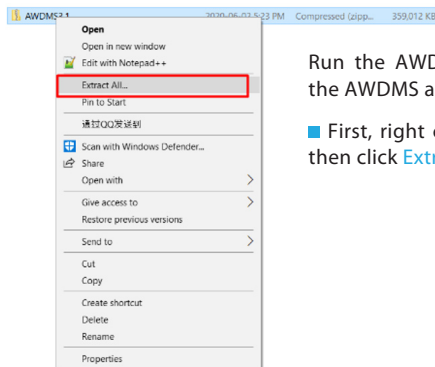 AWDMS3.1 2020-06-02 5:23 PM Compressed (zipp... 359,012 KB
Open
Open in new window
Edit with Notepad++
Extract All...
Pin to Start
通过QQ发送到
Scan with Windows Defender...
Share
Open with
Give access to
Restore previous versions
Send to
Cut
Copy
Create shortcut
Delete
Rename
Properties
Run the AWD
the AWDMS a
First, right
then click Extr